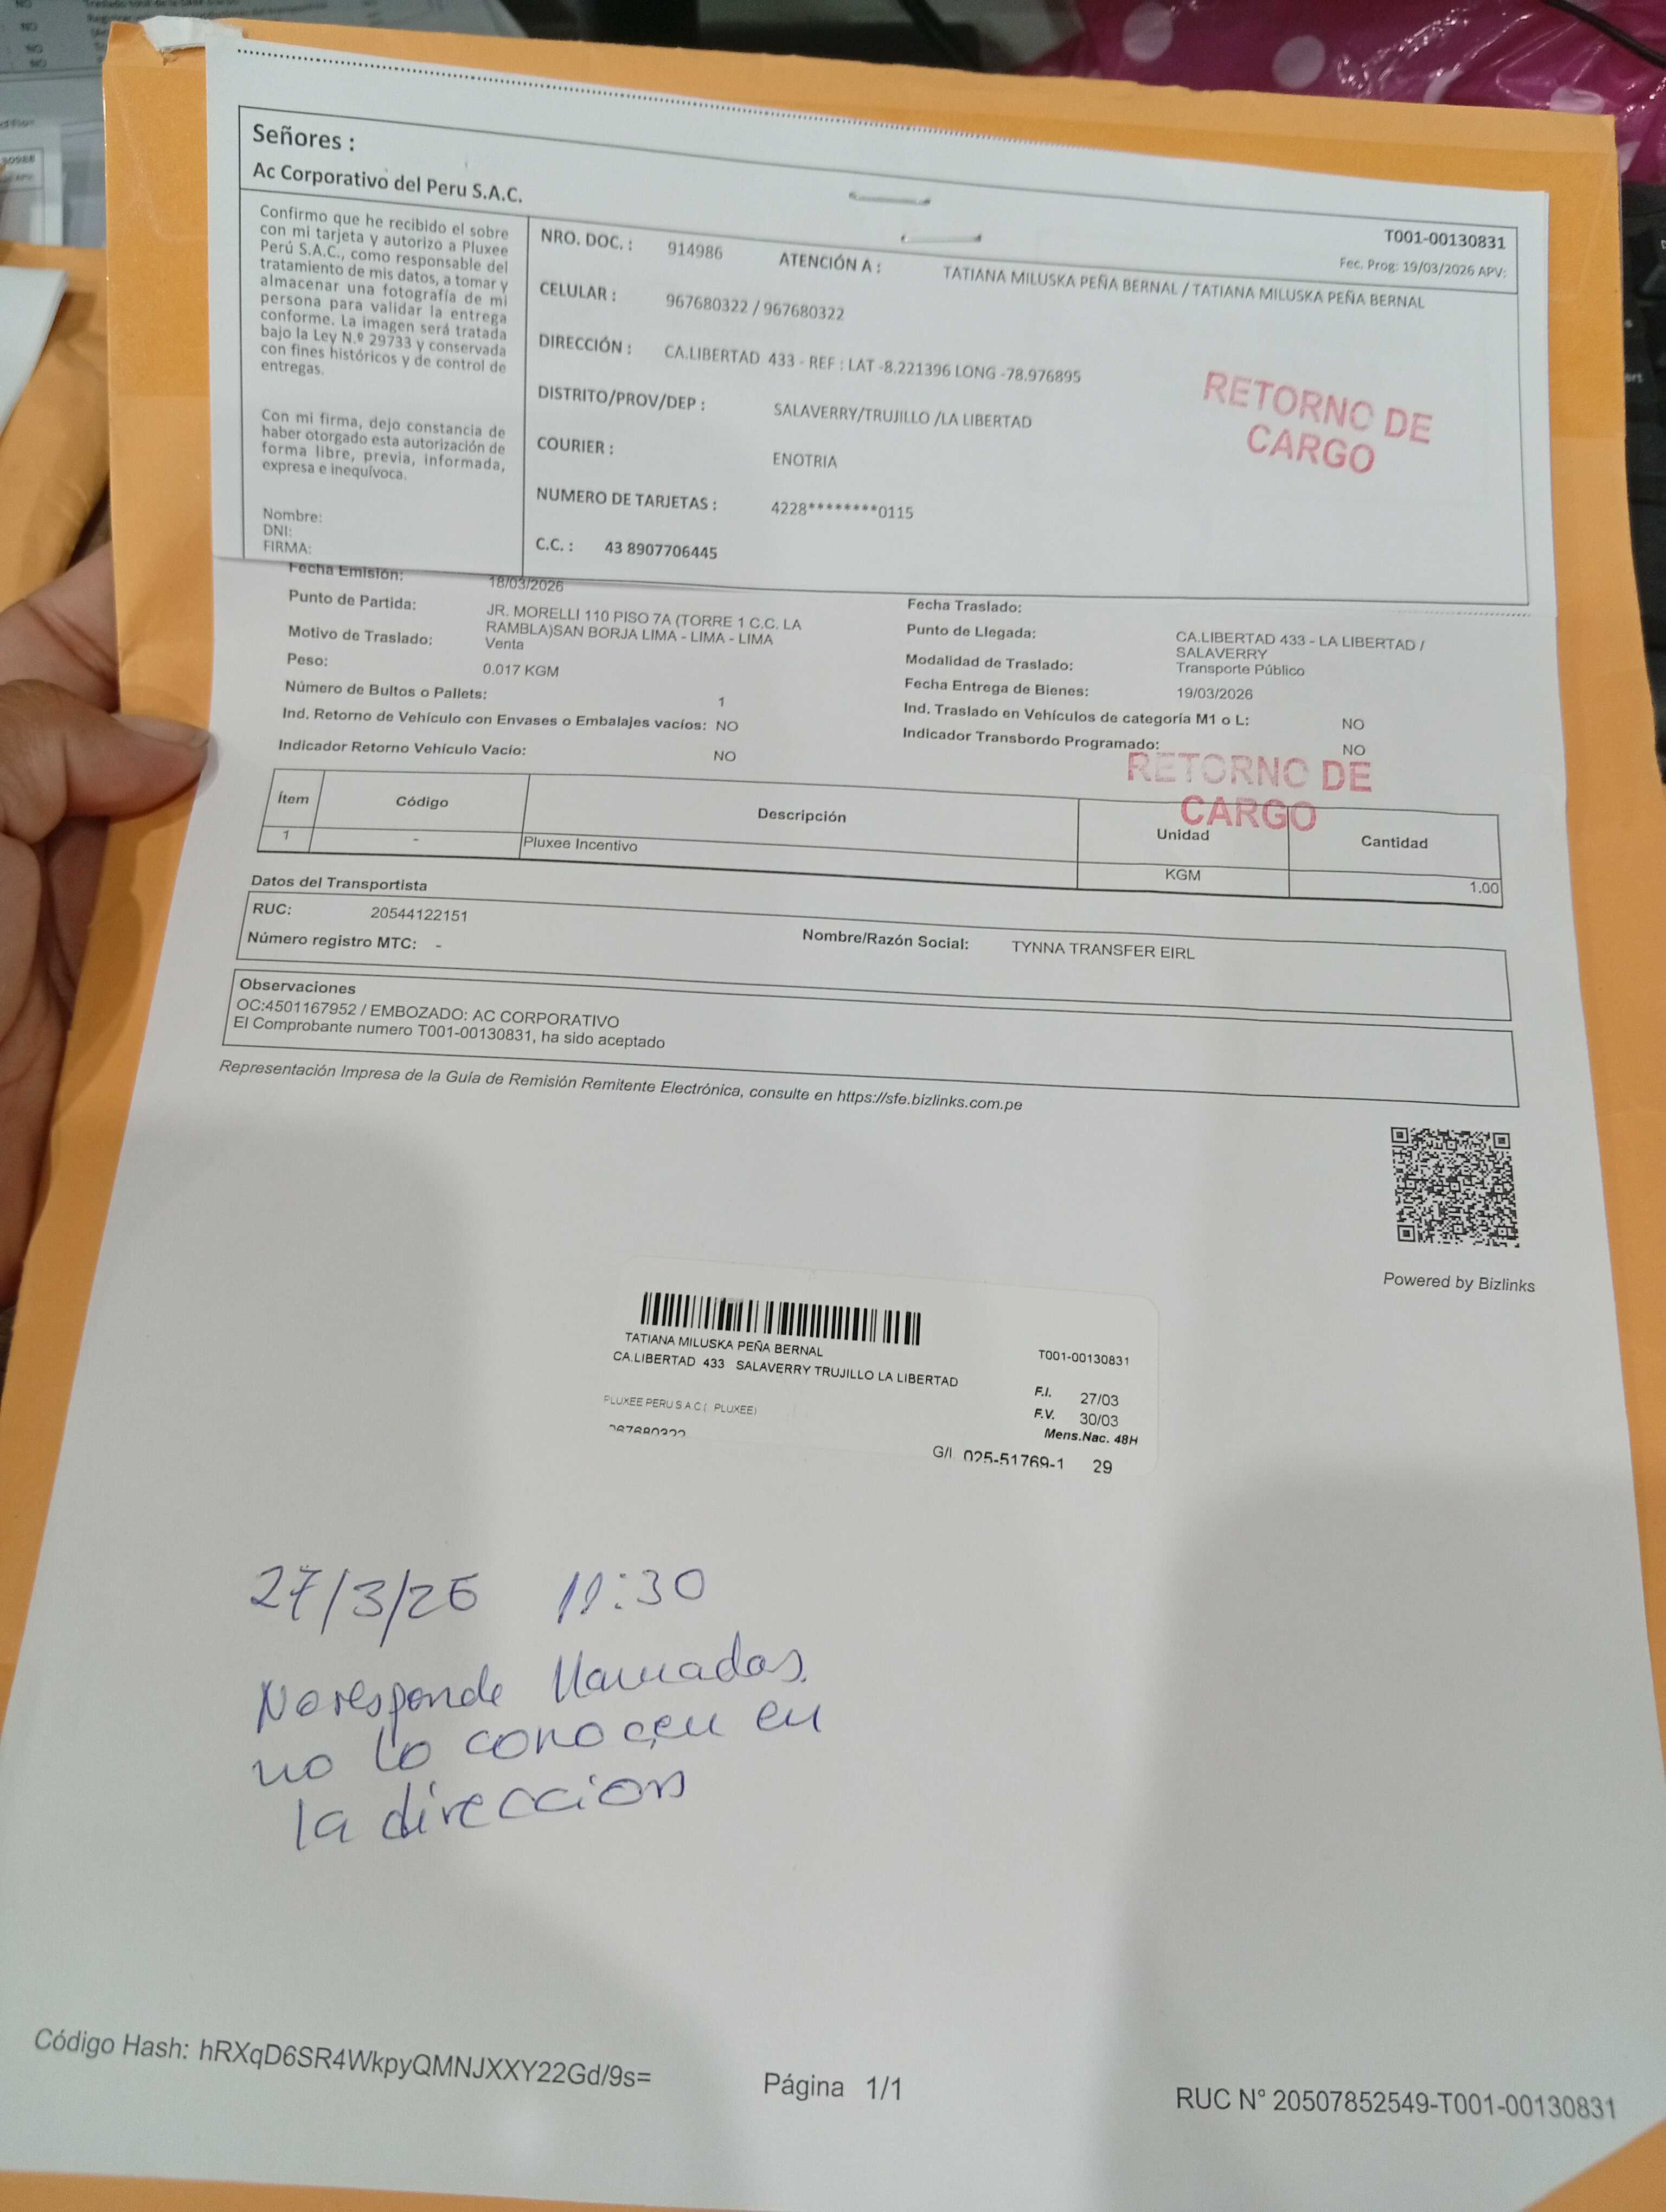 Señores :
Ac Corporativo del Peru S.A.C.
T001-00130831
Fec. Prog: 19/03/2026 APV:
Confirmo que he recibido el sobre
con mi tarjeta y autorizo a Pluxee
Perú S.A.C., como responsable del
tratamiento de mis datos, a tomar y
almacenar una fotografía de mi
persona para validar la entrega
conforme. La imagen será tratada
bajo la Ley N.º 29733 y conservada
con fines históricos y de control de
entregas.
Con mi firma, dejo constancia de
haber otorgado esta autorización de
forma libre, previa, informada,
expresa e inequívoca.
Nombre:
DNI:
FIRMA:
NRO. DOC. : 914986 ATENCIÓN A : TATIANA MILUSKA PEÑA BERNAL / TATIANA MILUSKA PEÑA BERNAL
CELULAR : 967680322 / 967680322
DIRECCIÓN : CA.LIBERTAD 433 - REF : LAT -8.221396 LONG -78.976895
DISTRITO/PROV/DEP : SALAVERRY/TRUJILLO /LA LIBERTAD
COURIER : ENOTRIA
NUMERO DE TARJETAS : 4228********0115
C.C. : 43 8907706445
RETORNO DE
CARGO
Fecha Emisión: 18/03/2026
Punto de Partida: JR. MORELLI 110 PISO 7A (TORRE 1 C.C. LA
RAMBLA)SAN BORJA LIMA - LIMA - LIMA
Motivo de Traslado: Venta
Peso: 0.017 KGM
Número de Bultos o Pallets: 1
Ind. Retorno de Vehículo con Envases o Embalajes vacíos: NO
Indicador Retorno Vehículo Vacío: NO
Fecha Traslado:
Punto de Llegada: CA.LIBERTAD 433 - LA LIBERTAD /
SALAVERRY
Modalidad de Traslado: Transporte Público
Fecha Entrega de Bienes: 19/03/2026
Ind. Traslado en Vehículos de categoría M1 o L: NO
Indicador Transbordo Programado: NO
RETORNO DE
CARGO
Ítem Código Descripción Unidad Cantidad
1 - Pluxee Incentivo KGM 1.00
Datos del Transportista
RUC: 20544122151
Número registro MTC: - Nombre/Razón Social: TYNNA TRANSFER EIRL
Observaciones
OC:4501167952 / EMBOZADO: AC CORPORATIVO
El Comprobante numero T001-00130831, ha sido aceptado
Representación Impresa de la Guía de Remisión Remitente Electrónica, consulte en https://sfe.bizlinks.com.pe
Powered by Bizlinks
TATIANA MILUSKA PEÑA BERNAL T001-00130831
CA.LIBERTAD 433 SALAVERRY TRUJILLO LA LIBERTAD
F.I. 27/03
PLUXEE PERU S.A.C.( PLUXEE)
F.V. 30/03
Mens.Nac. 48H
967680322
G/I. 025-51769-1 29
27/3/26 11:30
No responde llamadas
no lo conocen en
la direccion
Código Hash: hRXqD6SR4WkpyQMNJXXY22Gd/9s=
Página 1/1
RUC N° 20507852549-T001-00130831